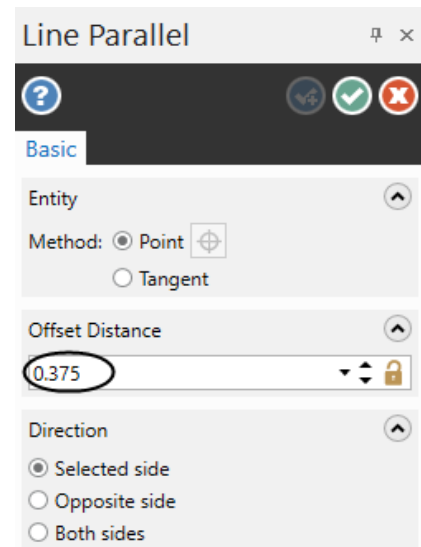 Line Parallel
?
Basic
Entity
Method: Point
Tangent
Offset Distance
0.375
Direction
Selected side
Opposite side
Both sides